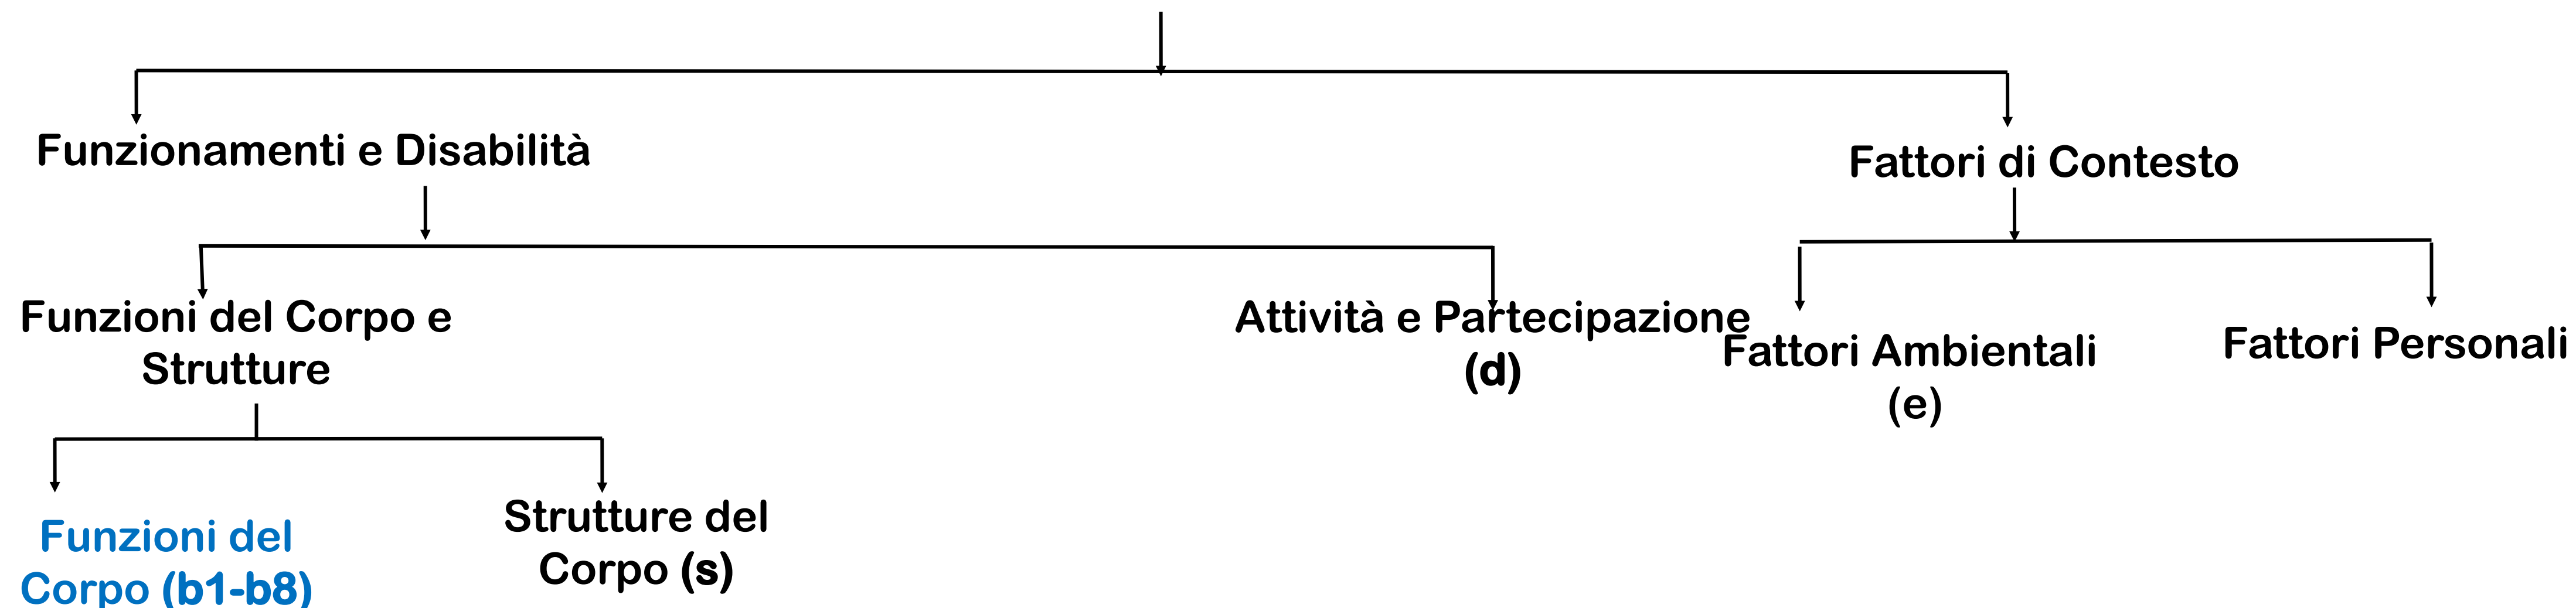 Funzionamenti e Disabilità
Fattori di Contesto
Funzioni del Corpo e
Strutture
Attività e Partecipazione
(d)
Fattori Ambientali
(e)
Fattori Personali
Funzioni del
Corpo (b1-b8)
Strutture del
Corpo (s)